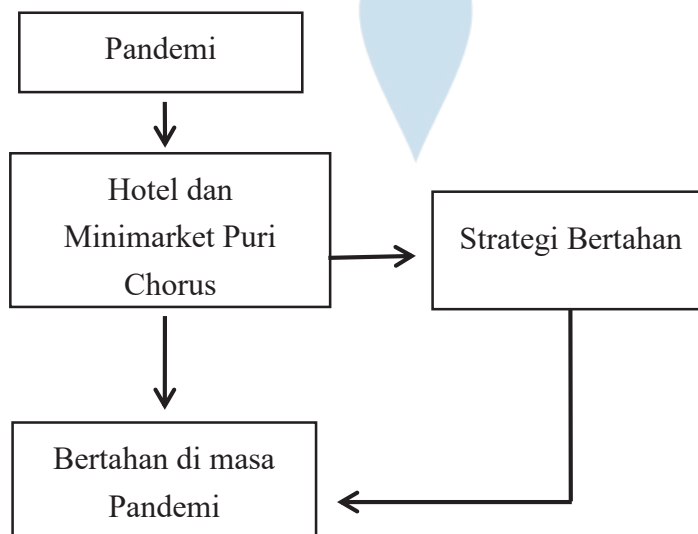 Pandemi
Hotel dan
Minimarket Puri
Chorus
Strategi Bertahan
Bertahan di masa
Pandemi